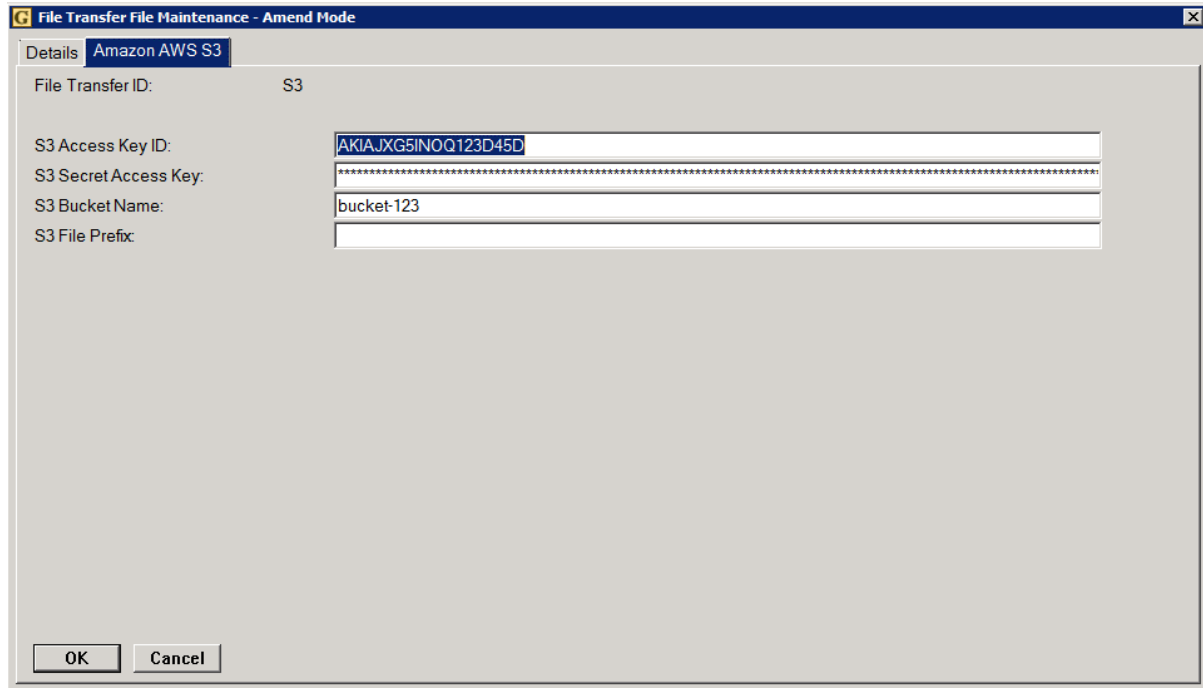 G File Transfer File Maintenance - Amend Mode
Details Amazon AWS S3
File Transfer ID: S3
S3 Access Key ID: AKIAJXG5INOQ123D45D
S3 Secret Access Key: ****************************************************************************************************************************
S3 Bucket Name: bucket-123
S3 File Prefix:
OK Cancel